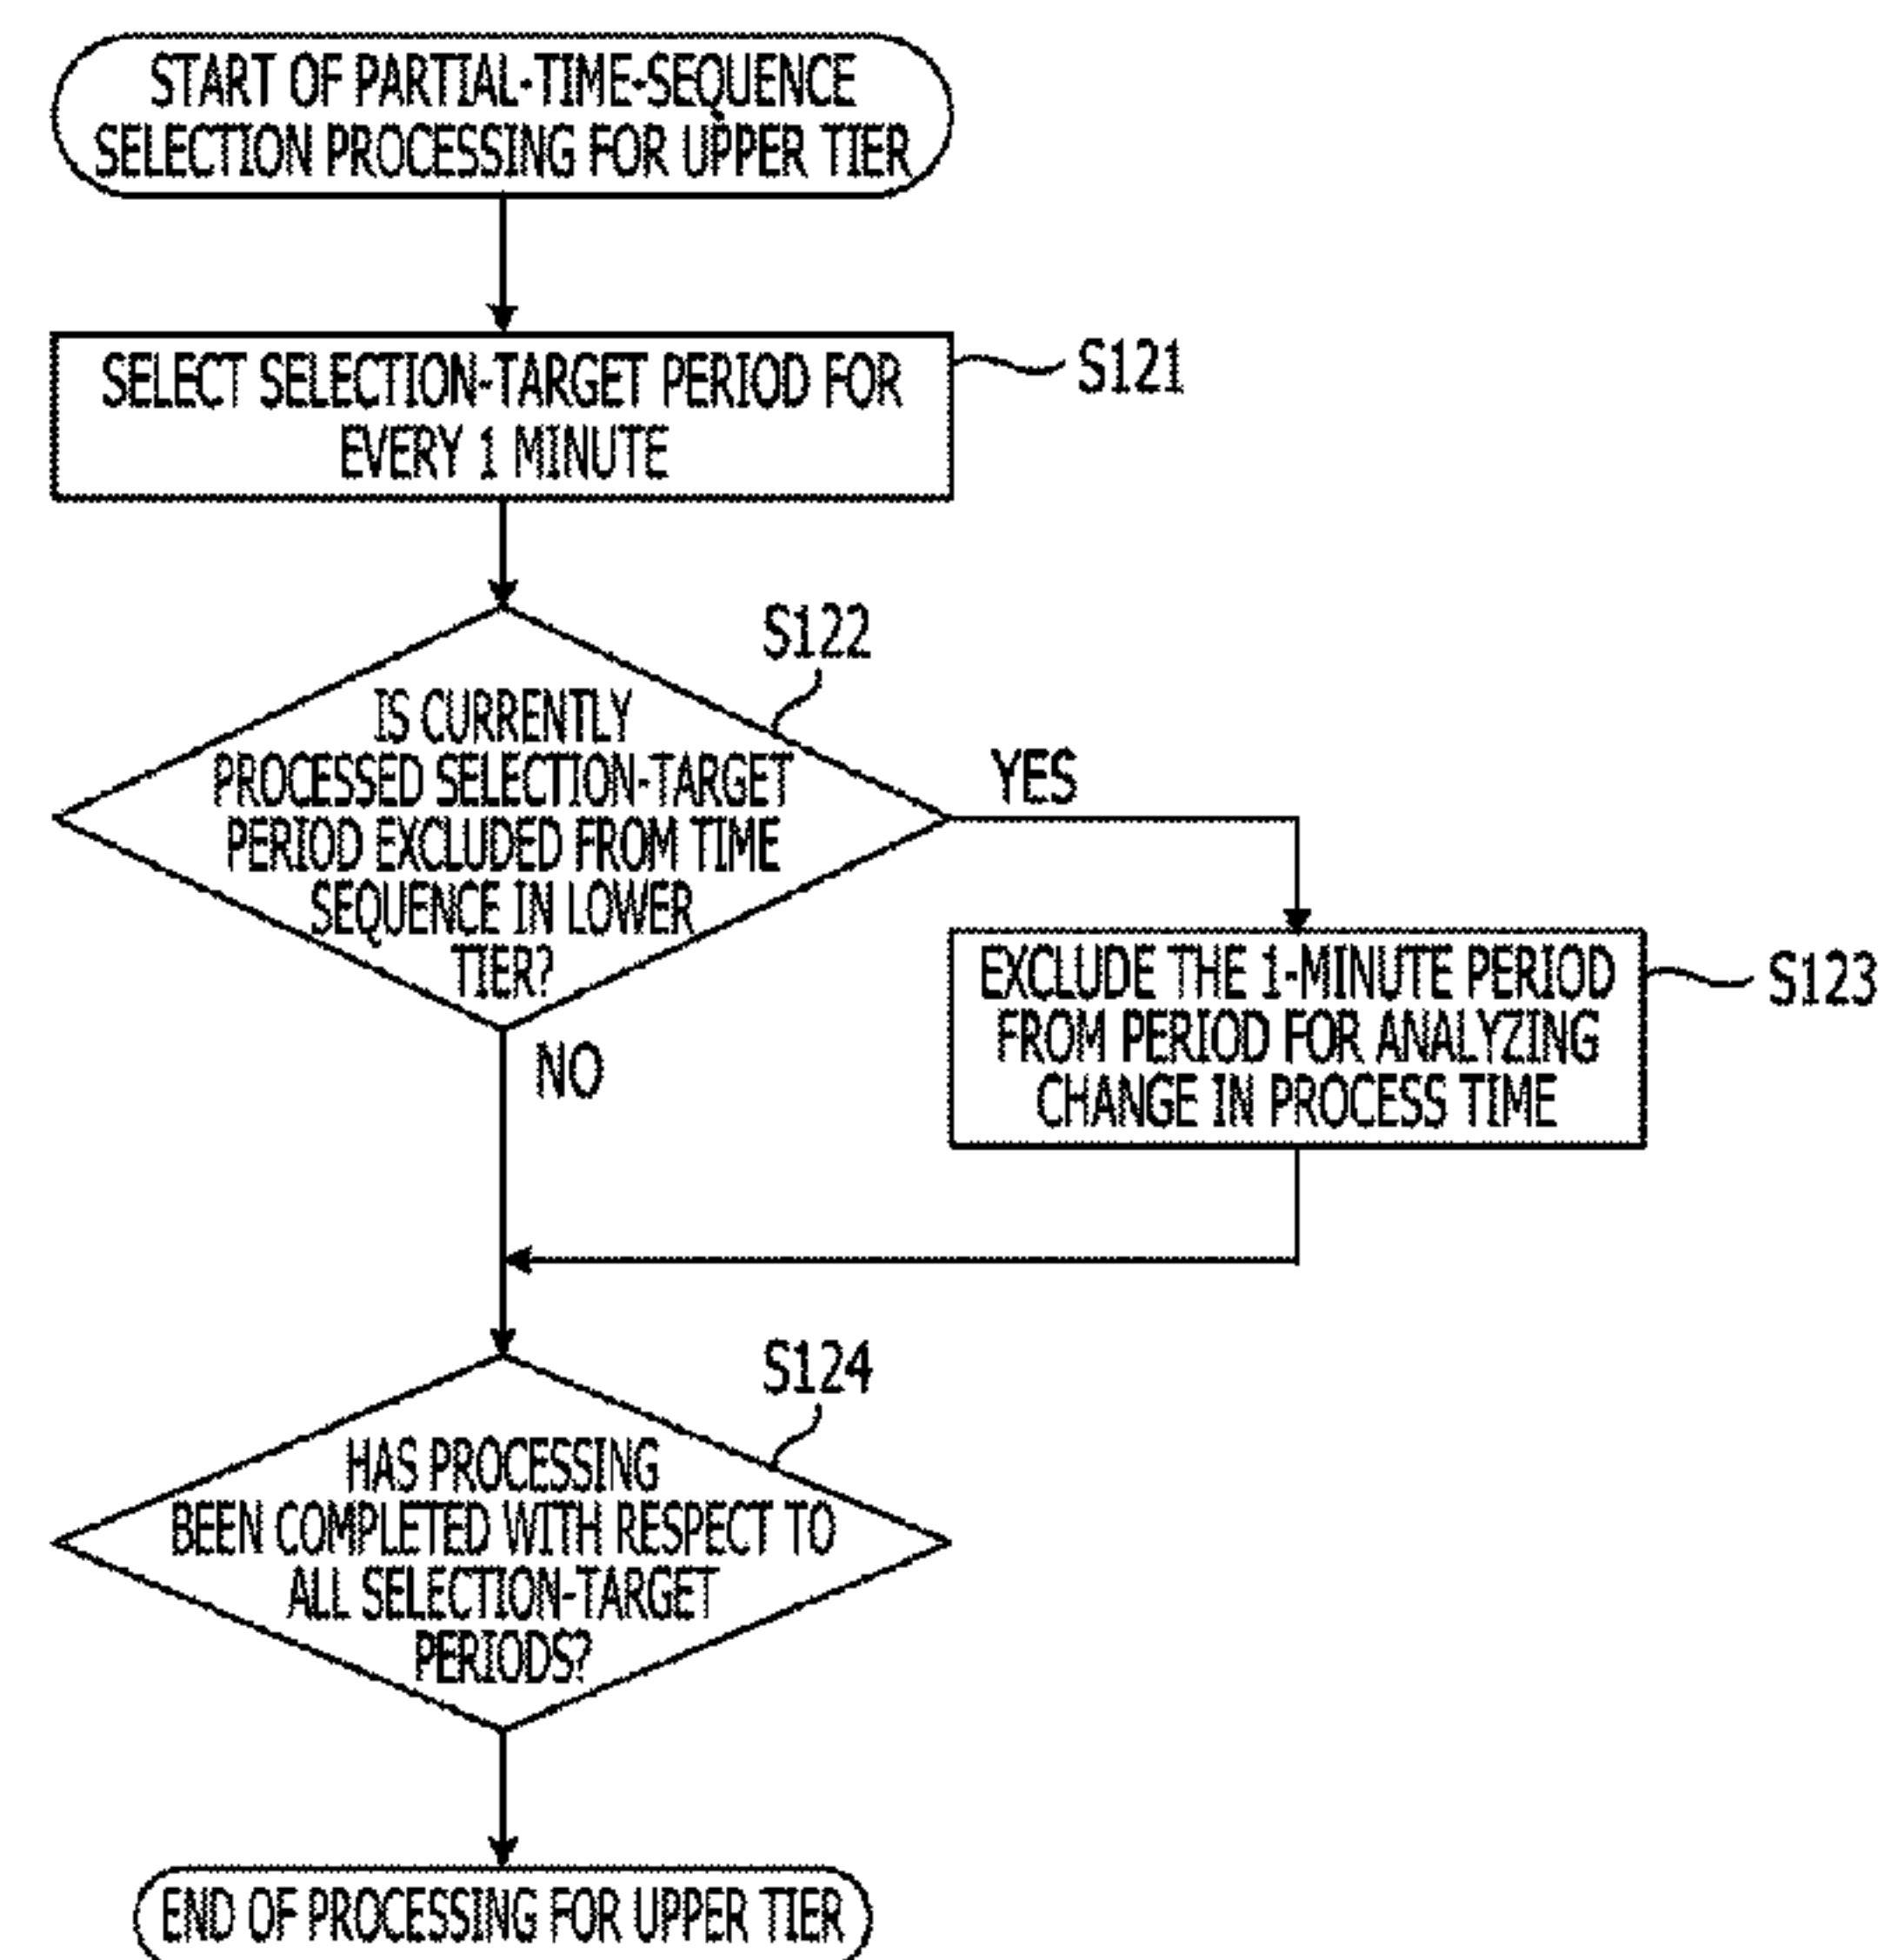 START OF PARTIAL-TIME-SEQUENCE
SELECTION PROCESSING FOR UPPER TIER
SELECT SELECTION-TARGET PERIOD FOR
EVERY 1 MINUTE
S121
S122
IS CURRENTLY
PROCESSED SELECTION-TARGET
PERIOD EXCLUDED FROM TIME
SEQUENCE IN LOWER
TIER?
YES
NO
EXCLUDE THE 1-MINUTE PERIOD
FROM PERIOD FOR ANALYZING
CHANGE IN PROCESS TIME
S123
S124
HAS PROCESSING
BEEN COMPLETED WITH RESPECT TO
ALL SELECTION-TARGET
PERIODS?
END OF PROCESSING FOR UPPER TIER